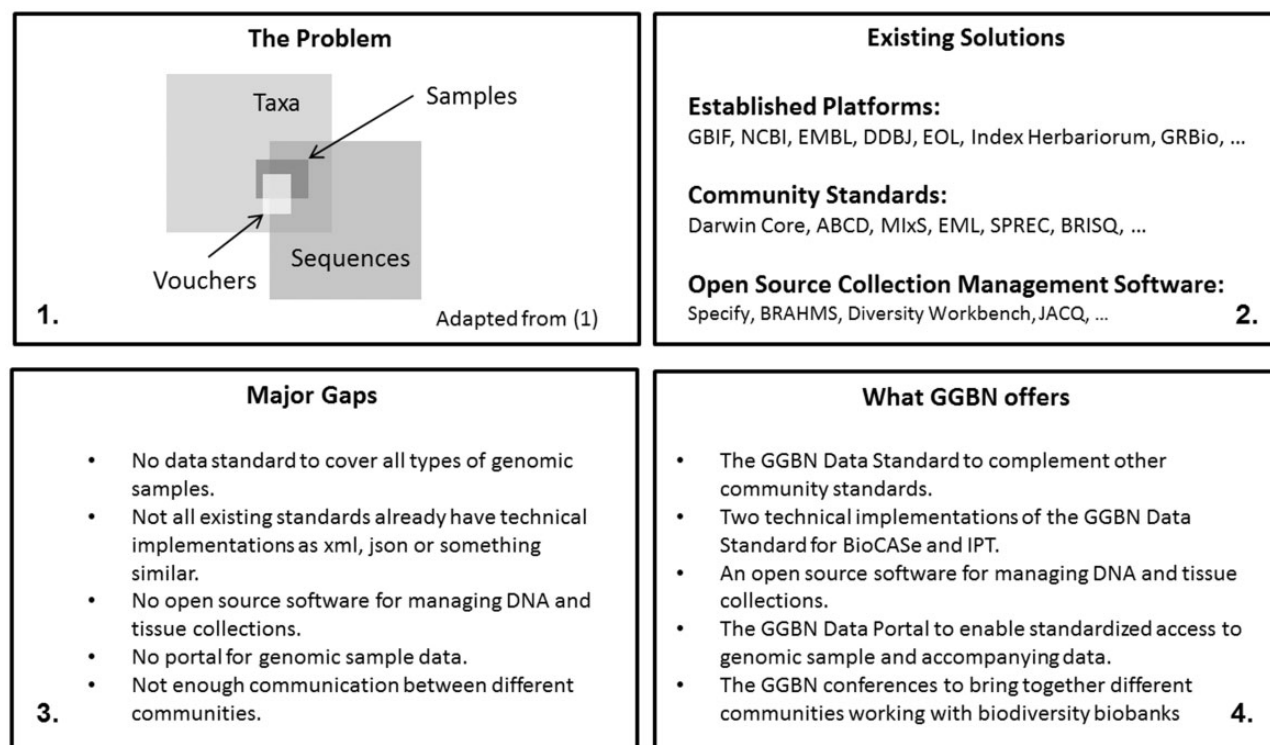 The Problem
Taxa
Samples
Sequences
Vouchers
1.
Adapted from (1)
Existing Solutions
Established Platforms:
GBIF, NCBI, EMBL, DDBJ, EOL, Index Herbariorum, GRBio, ...
Community Standards:
Darwin Core, ABCD, MIxS, EML, SPREC, BRISQ, ...
Open Source Collection Management Software:
Specify, BRAHMS, Diversity Workbench, JACQ, ...
2.
Major Gaps
• No data standard to cover all types of genomic
samples.
• Not all existing standards already have technical
implementations as xml, json or something
similar.
• No open source software for managing DNA and
tissue collections.
• No portal for genomic sample data.
• Not enough communication between different
communities.
3.
What GGBN offers
• The GGBN Data Standard to complement other
community standards.
• Two technical implementations of the GGBN Data
Standard for BioCASe and IPT.
• An open source software for managing DNA and tissue
collections.
• The GGBN Data Portal to enable standardized access to
genomic sample and accompanying data.
• The GGBN conferences to bring together different
communities working with biodiversity biobanks
4.